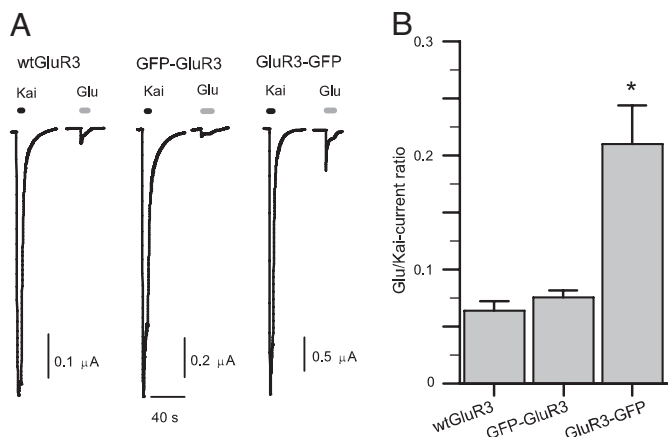 A
wtGluR3 GFP-GluR3 GluR3-GFP
Kai Glu Kai Glu Kai Glu
0.1 μA
0.2 μA
0.5 μA
40 s
B
Glu/Kai-current ratio
0.3
0.2
0.1
0
*
wtGluR3
GFP-GluR3
GluR3-GFP